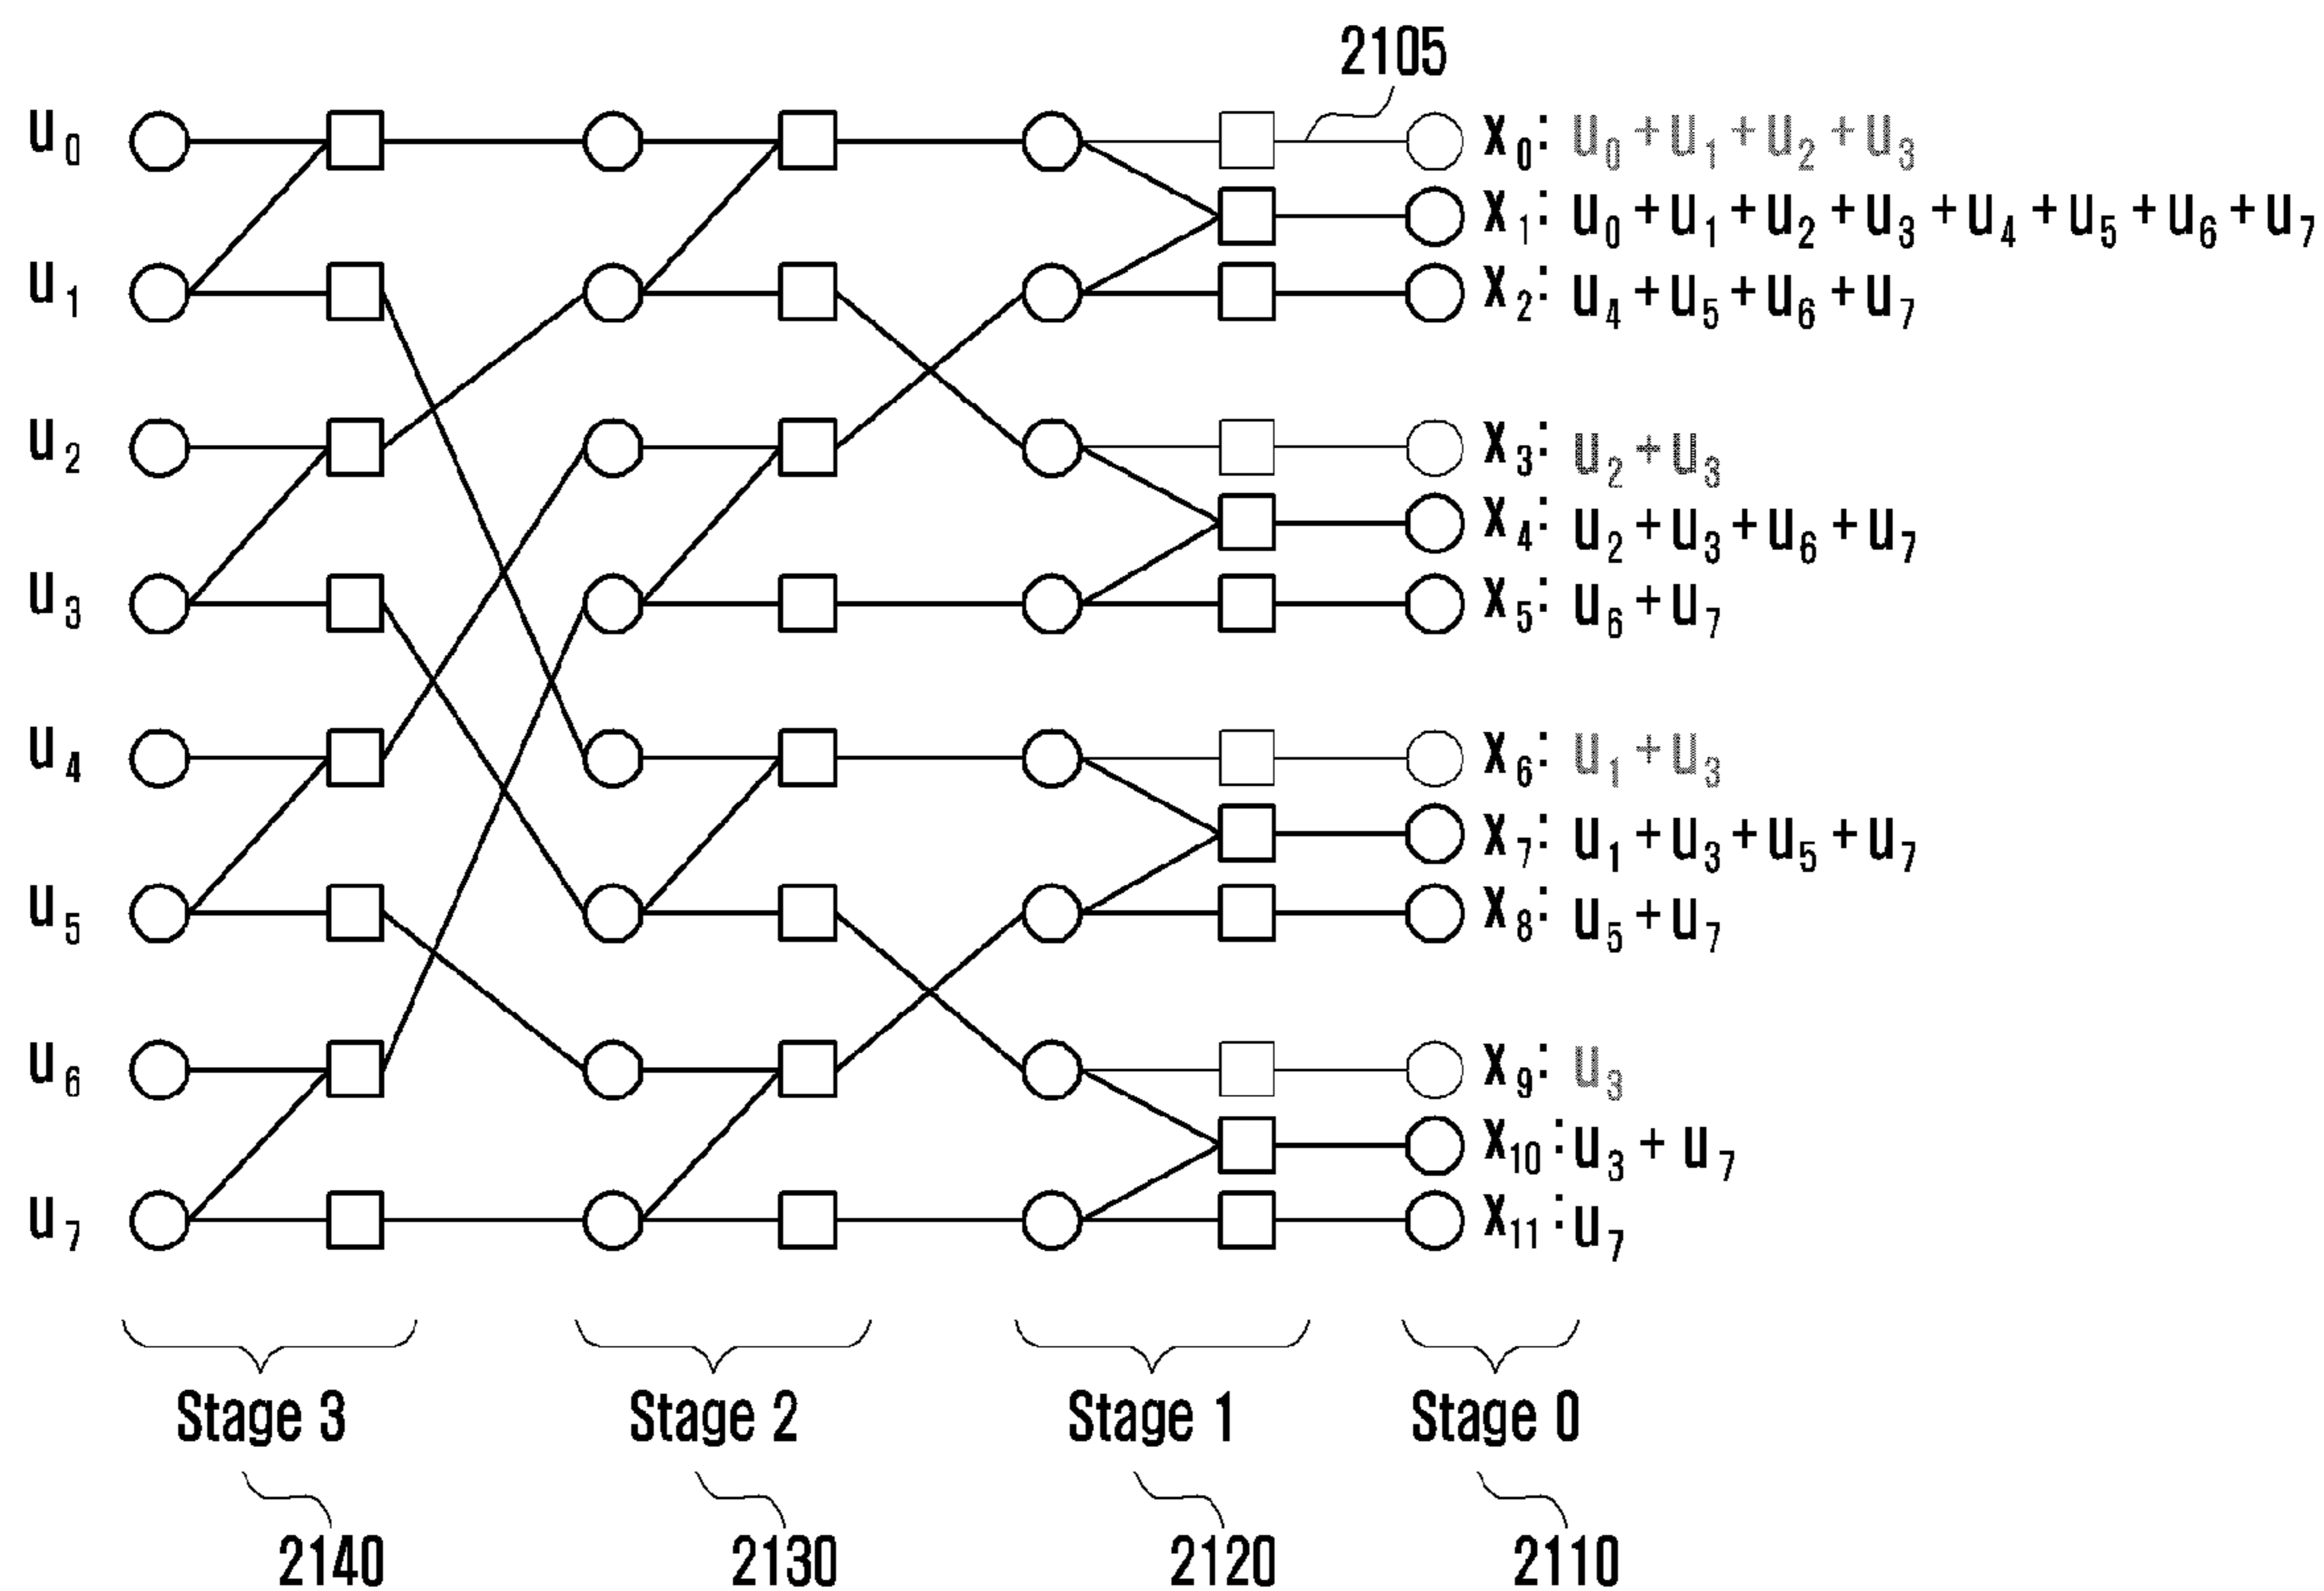 2105
u0 x0: u0+u1+u2+u3
x1: u0+u1+u2+u3+u4+u5+u6+u7
u1 x2: u4+u5+u6+u7
u2 x3: u2+u3
x4: u2+u3+u6+u7
u3 x5: u6+u7
u4 x6: u1+u3
x7: u1+u3+u5+u7
u5 x8: u5+u7
u6 x9: u3
x10: u3+u7
u7 x11: u7
Stage 3 Stage 2 Stage 1 Stage 0
2140 2130 2120 2110